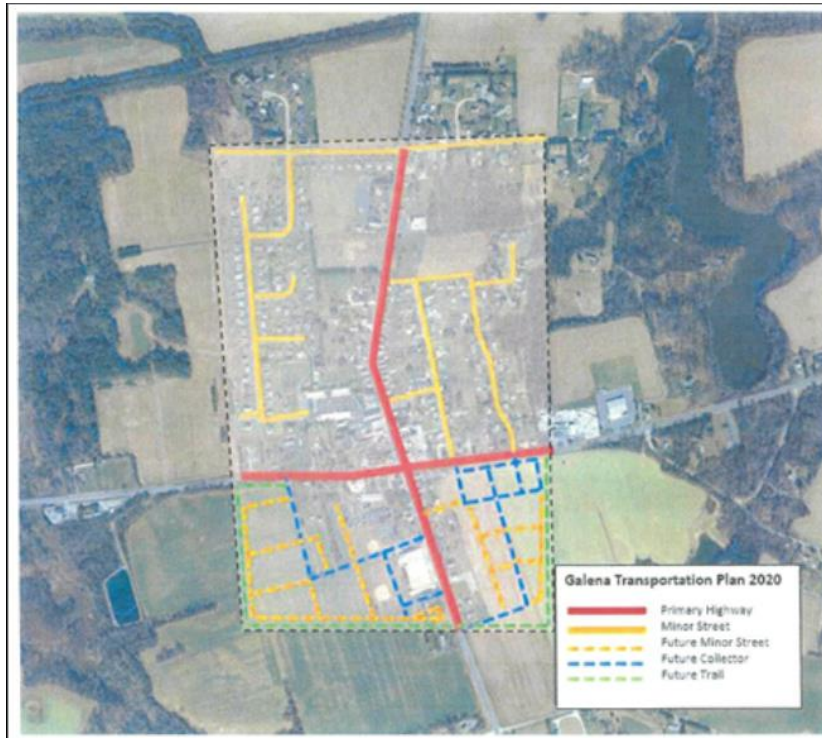 Galena Transportation Plan 2020
Primary Highway
Minor Street
Future Minor Street
Future Collector
Future Trail